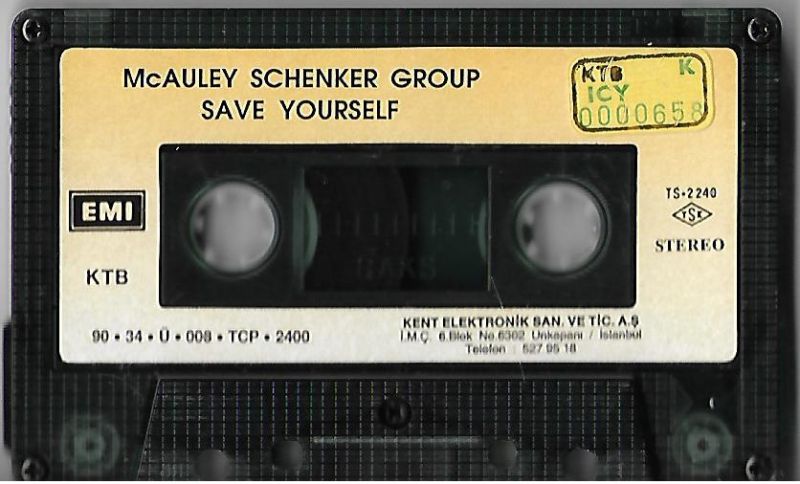 McAULEY SCHENKER GROUP
SAVE YOURSELF
KTB K
ICY
0000658
EMI
KTB
TS•2240
TSE
STEREO
90 • 34 • Ü • 008 • TCP • 2400
KENT ELEKTRONİK SAN. VE TİC. A.Ş
İ.M.Ç. 6.Blok No.6302 Unkapanı / İstanbul
Telefon : 527 95 18